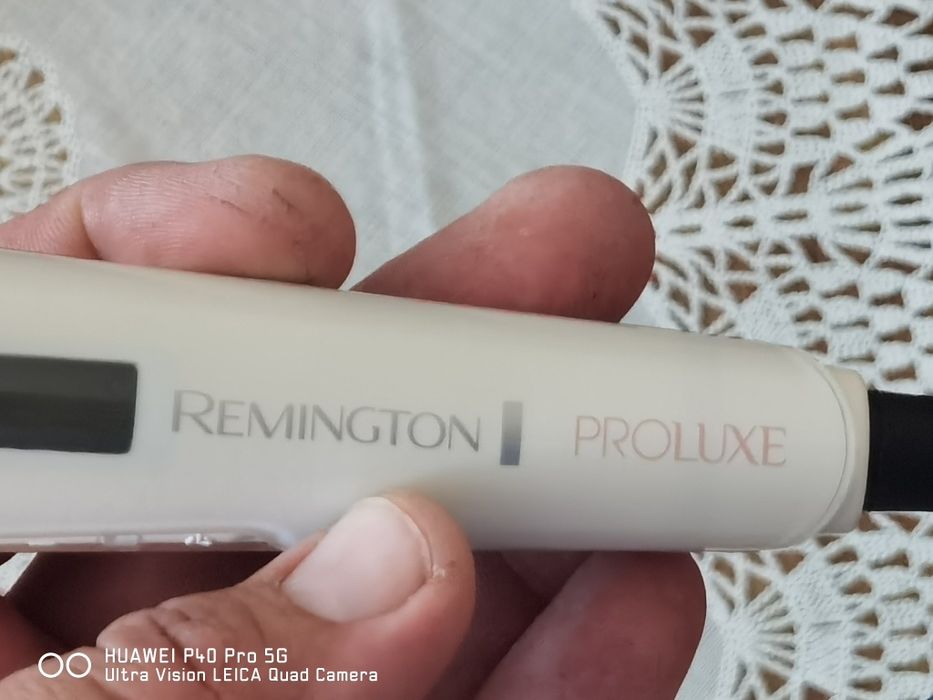 REMINGTON PROLUXE
HUAWEI P40 Pro 5G
Ultra Vision LEICA Quad Camera